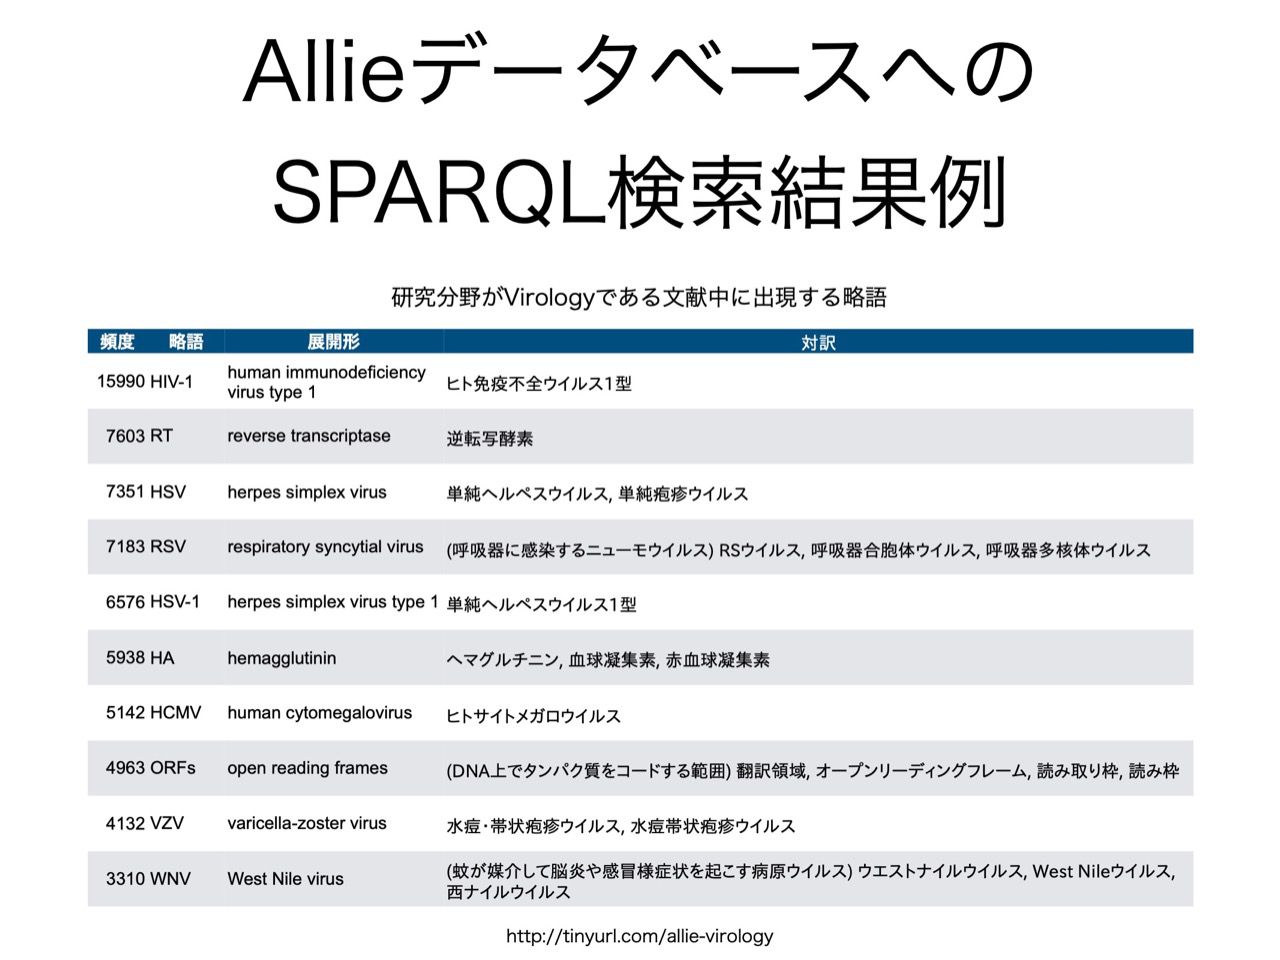 Allieデータベースへの
SPARQL検索結果例
研究分野がVirologyである文献中に出現する略語
頻度 略語 展開形 対訳
15990 HIV-1 human immunodeficiency virus type 1 ヒト免疫不全ウイルス1型
7603 RT reverse transcriptase 逆転写酵素
7351 HSV herpes simplex virus 単純ヘルペスウイルス, 単純疱疹ウイルス
7183 RSV respiratory syncytial virus (呼吸器に感染するニューモウイルス) RSウイルス, 呼吸器合胞体ウイルス, 呼吸器多核体ウイルス
6576 HSV-1 herpes simplex virus type 1 単純ヘルペスウイルス1型
5938 HA hemagglutinin ヘマグルチニン, 血球凝集素, 赤血球凝集素
5142 HCMV human cytomegalovirus ヒトサイトメガロウイルス
4963 ORFs open reading frames (DNA上でタンパク質をコードする範囲) 翻訳領域, オープンリーディングフレーム, 読み取り枠, 読み枠
4132 VZV varicella-zoster virus 水痘・帯状疱疹ウイルス, 水痘帯状疱疹ウイルス
3310 WNV West Nile virus (蚊が媒介して脳炎や感冒様症状を起こす病原ウイルス) ウエストナイルウイルス, West Nileウイルス,
西ナイルウイルス
http://tinyurl.com/allie-virology